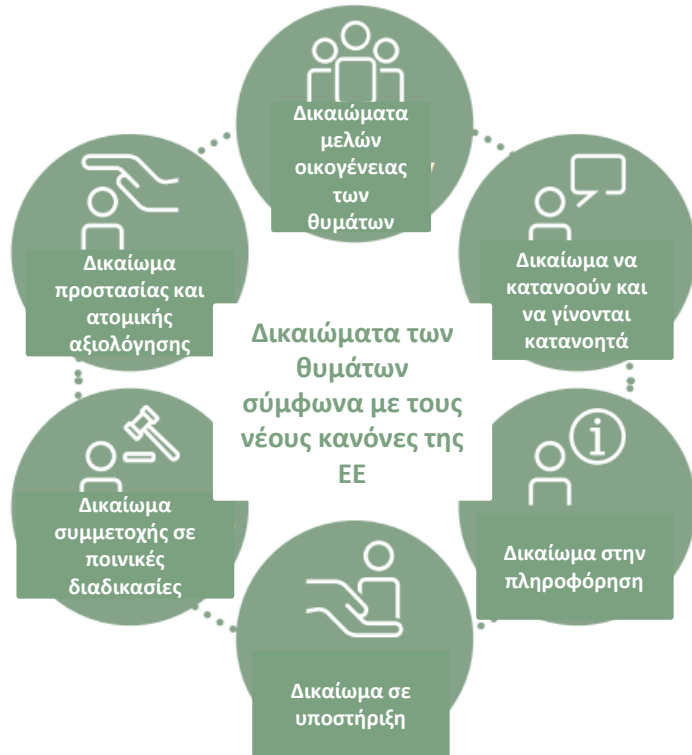 Δικαιώματα
μελών
οικογένειας
των
θυμάτων
Δικαίωμα
προστασίας και
ατομικής
αξιολόγησης
Δικαίωμα να
κατανοούν και
να γίνονται
κατανοητά
Δικαιώματα των
θυμάτων
σύμφωνα με τους
νέους κανόνες της
ΕΕ
Δικαίωμα
συμμετοχής σε
ποινικές
διαδικασίες
Δικαίωμα στην
πληροφόρηση
Δικαίωμα σε
υποστήριξη